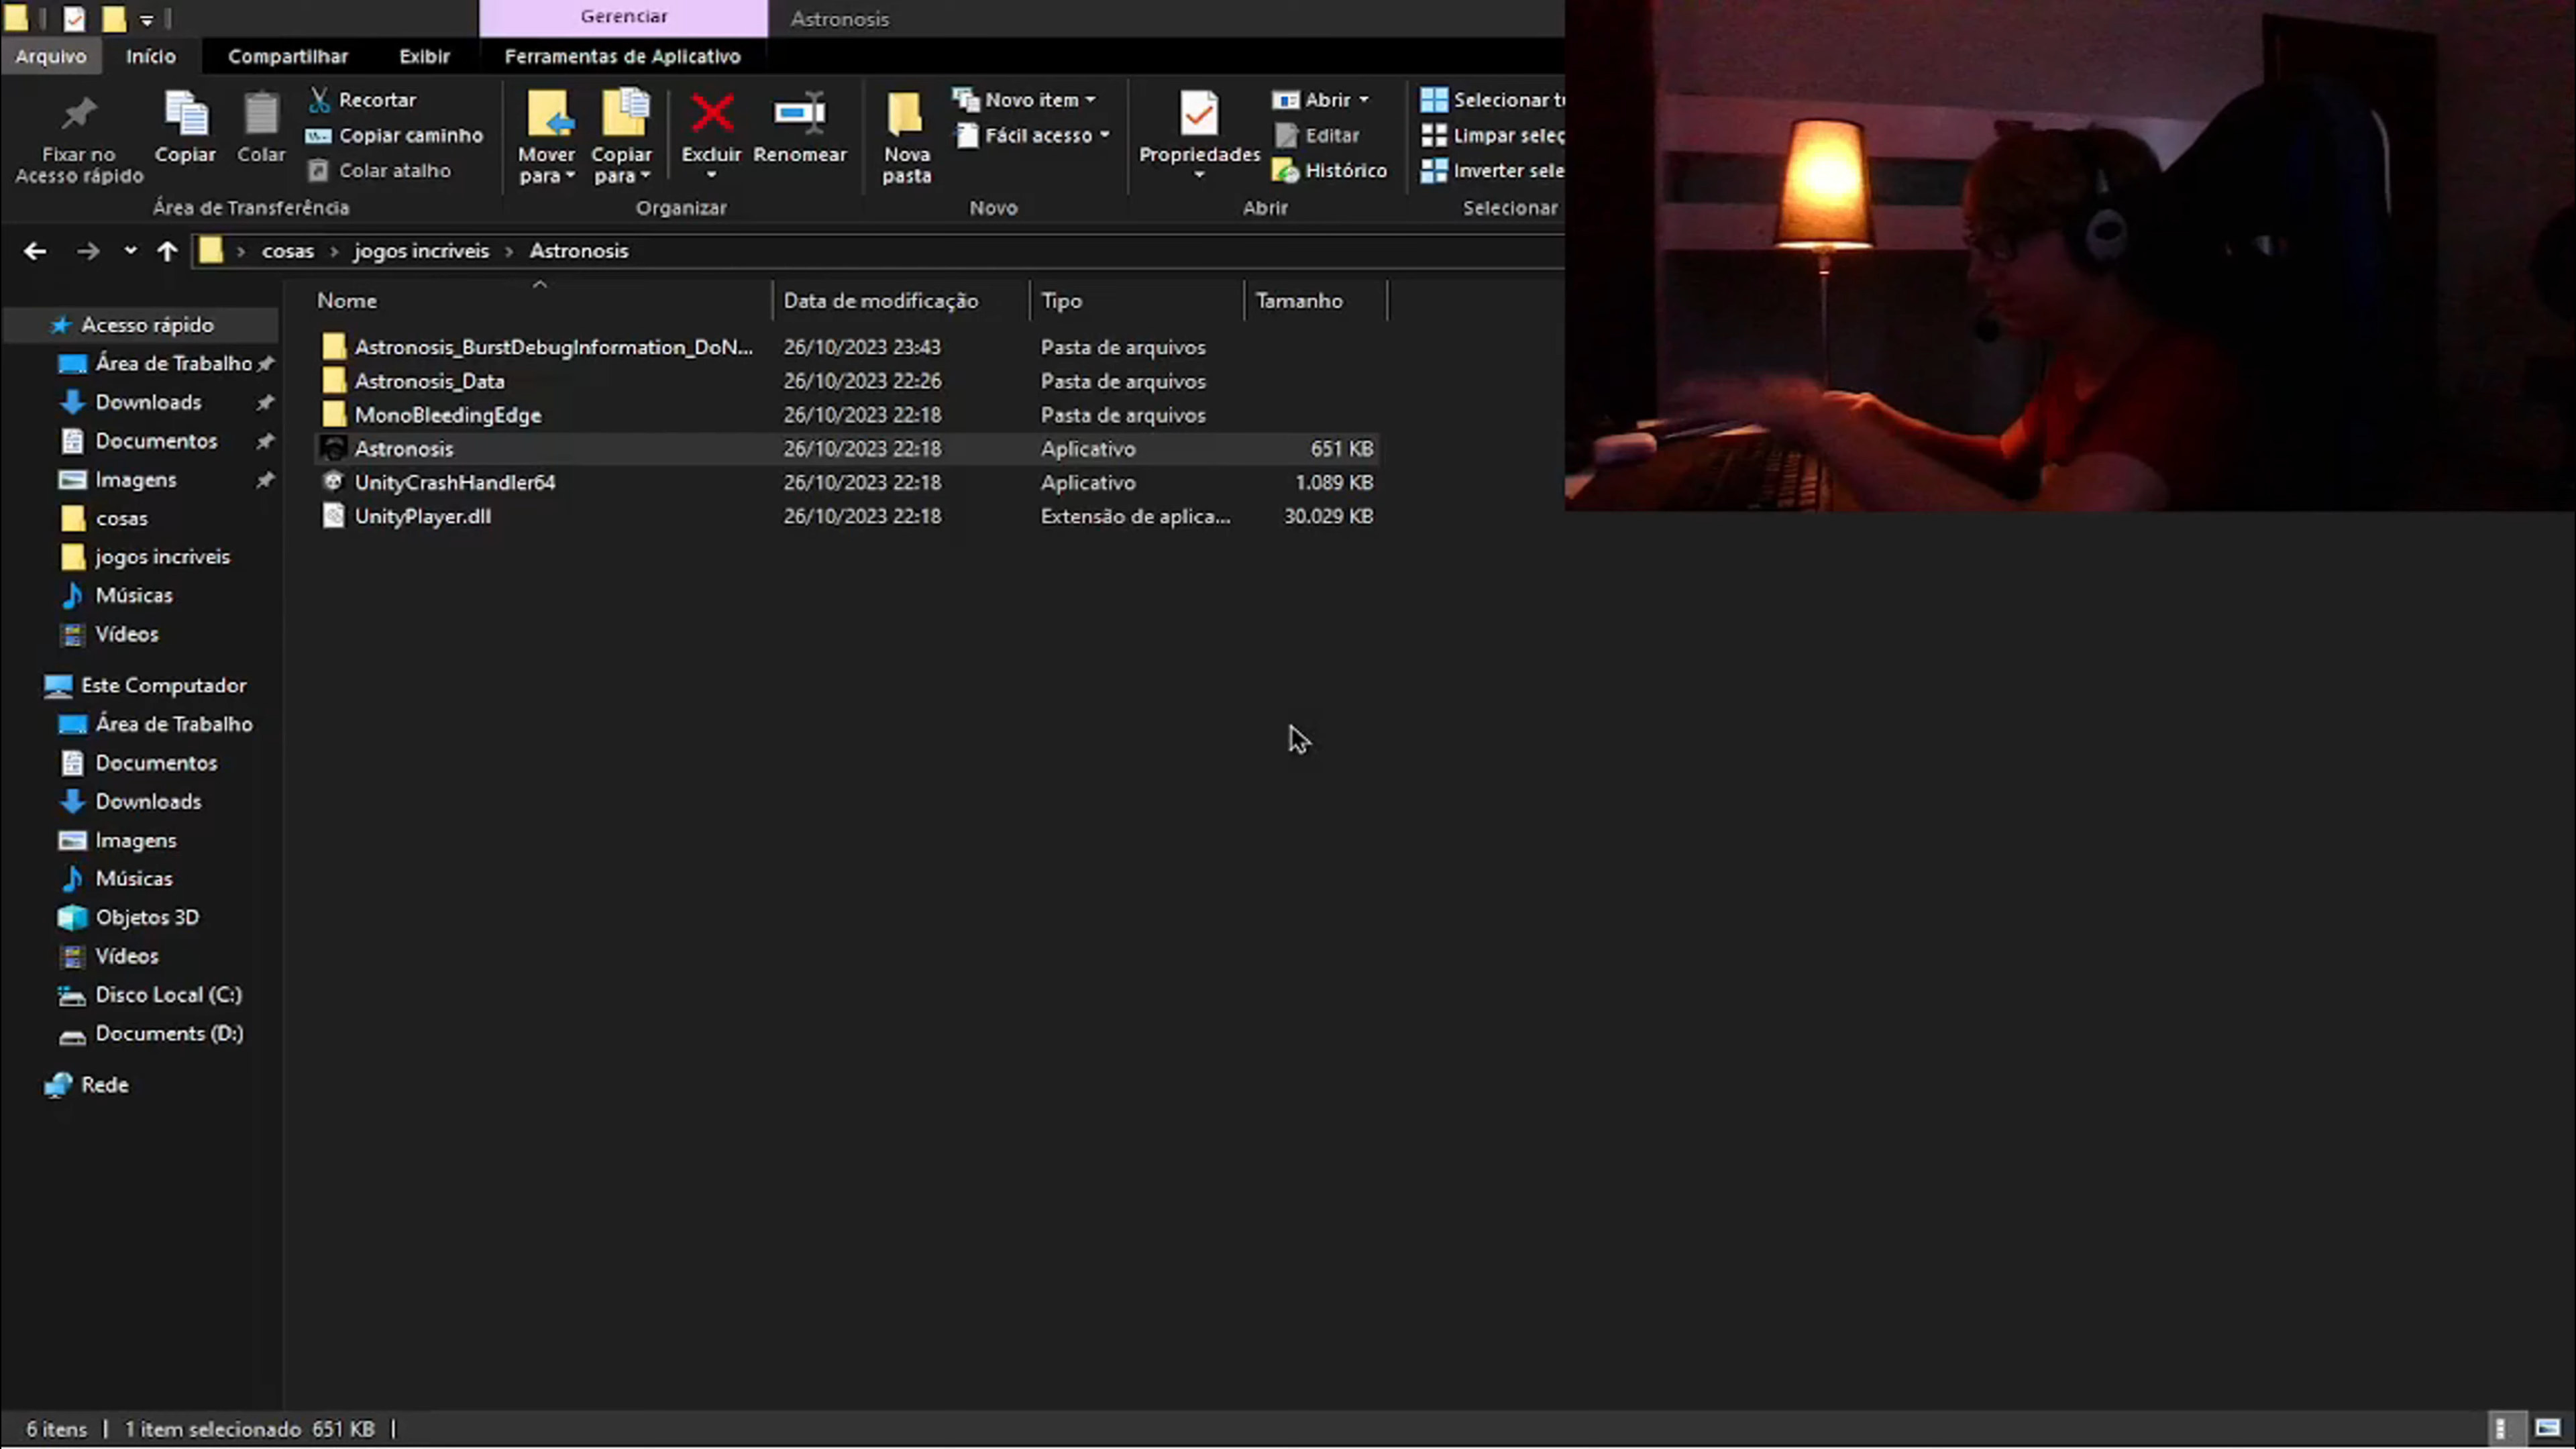 Gerenciar
Astronosis
Arquivo
Início
Compartilhar
Exibir
Ferramentas de Aplicativo
Fixar no
Acesso rápido
Copiar
Colar
Recortar
Copiar caminho
Colar atalho
Área de Transferência
Mover
para
Copiar
para
Excluir
Renomear
Organizar
Nova
pasta
Novo item
Fácil acesso
Novo
Propriedades
Abrir
Editar
Histórico
Abrir
Selecionar tu
Limpar seleç
Inverter sele
Selecionar
cosas
jogos incriveis
Astronosis
Nome
Data de modificação
Tipo
Tamanho
Astronosis_BurstDebugInformation_DoN... 26/10/2023 23:43 Pasta de arquivos
Astronosis_Data 26/10/2023 22:26 Pasta de arquivos
MonoBleedingEdge 26/10/2023 22:18 Pasta de arquivos
Astronosis 26/10/2023 22:18 Aplicativo 651 KB
UnityCrashHandler64 26/10/2023 22:18 Aplicativo 1.089 KB
UnityPlayer.dll 26/10/2023 22:18 Extensão de aplica... 30.029 KB
Acesso rápido
Área de Trabalho
Downloads
Documentos
Imagens
cosas
jogos incriveis
Músicas
Vídeos
Este Computador
Área de Trabalho
Documentos
Downloads
Imagens
Músicas
Objetos 3D
Vídeos
Disco Local (C:)
Documents (D:)
Rede
6 itens
1 item selecionado 651 KB